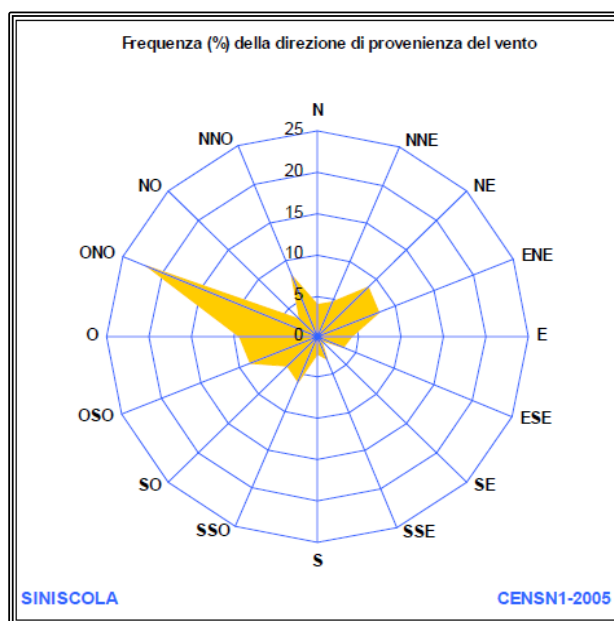 Frequenza (%) della direzione di provenienza del vento
N
NNO
NNE
25
NO
20
NE
15
ONO
10
ENE
5
O
0
E
OSO
ESE
SO
SE
SSO
SSE
S
SINISCOLA
CENSN1-2005